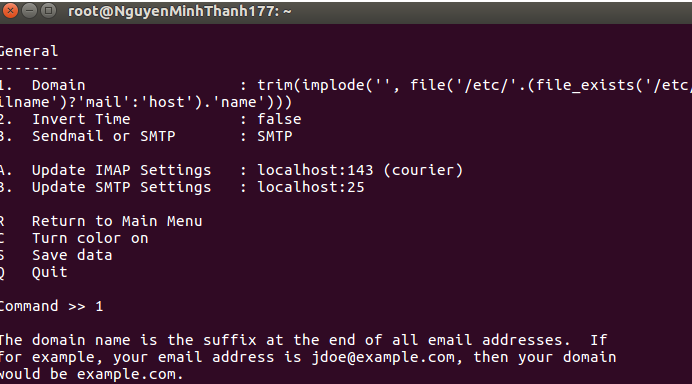 root@NguyenMinhThanh177: ~
General
-------
1. Domain : trim(implode('', file('/etc/'.(file_exists('/etc/
ilname')?'mail':'host').'name')))
2. Invert Time : false
3. Sendmail or SMTP : SMTP
A. Update IMAP Settings : localhost:143 (courier)
B. Update SMTP Settings : localhost:25
R Return to Main Menu
C Turn color on
S Save data
Q Quit
Command >> 1
The domain name is the suffix at the end of all email addresses. If
for example, your email address is jdoe@example.com, then your domain
would be example.com.